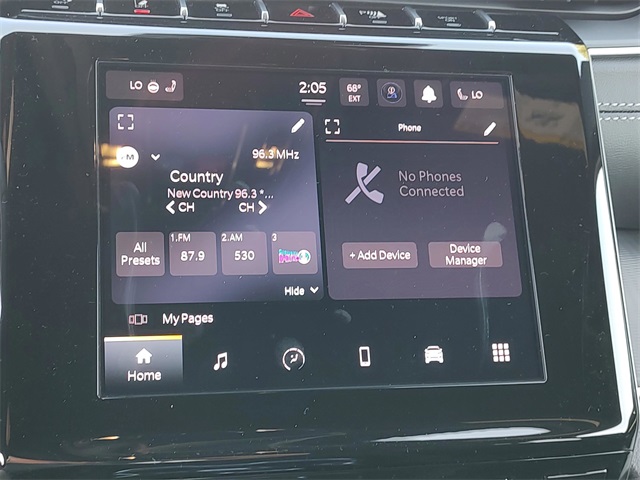 OFF
LO
2:05
68°
EXT
LO
FM
96.3 MHz
Country
New Country 96.3 *...
CH
CH
All
Presets
1.FM
87.9
2.AM
530
3
Hide
Phone
No Phones
Connected
+ Add Device
Device
Manager
My Pages
Home